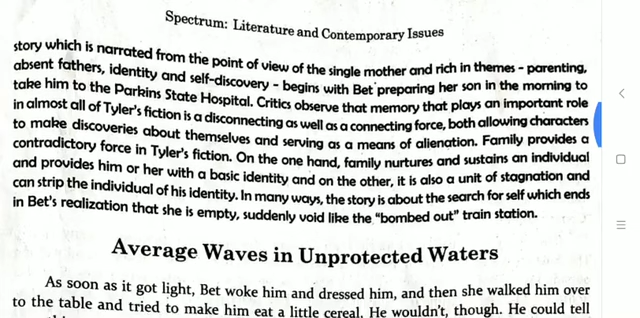 Spectrum: Literature and Contemporary Issues
story which is narrated from the point of view of the single mother and rich in themes - parenting,
absent fathers, identity and self-discovery - begins with Bet preparing her son in the morning to
take him to the Parkins State Hospital. Critics observe that memory that plays an important role
in almost all of Tyler's fiction is a disconnecting as well as a connecting force, both allowing characters
to make discoveries about themselves and serving as a means of alienation. Family provides a
contradictory force in Tyler's fiction. On the one hand, family nurtures and sustains an individual
and provides him or her with a basic identity and on the other, it is also a unit of stagnation and
can strip the individual of his identity. In many ways, the story is about the search for self which ends
in Bet's realization that she is empty, suddenly void like the "bombed out" train station.
Average Waves in Unprotected Waters
As soon as it got light, Bet woke him and dressed him, and then she walked him over
to the table and tried to make him eat a little cereal. He wouldn't, though. He could tell